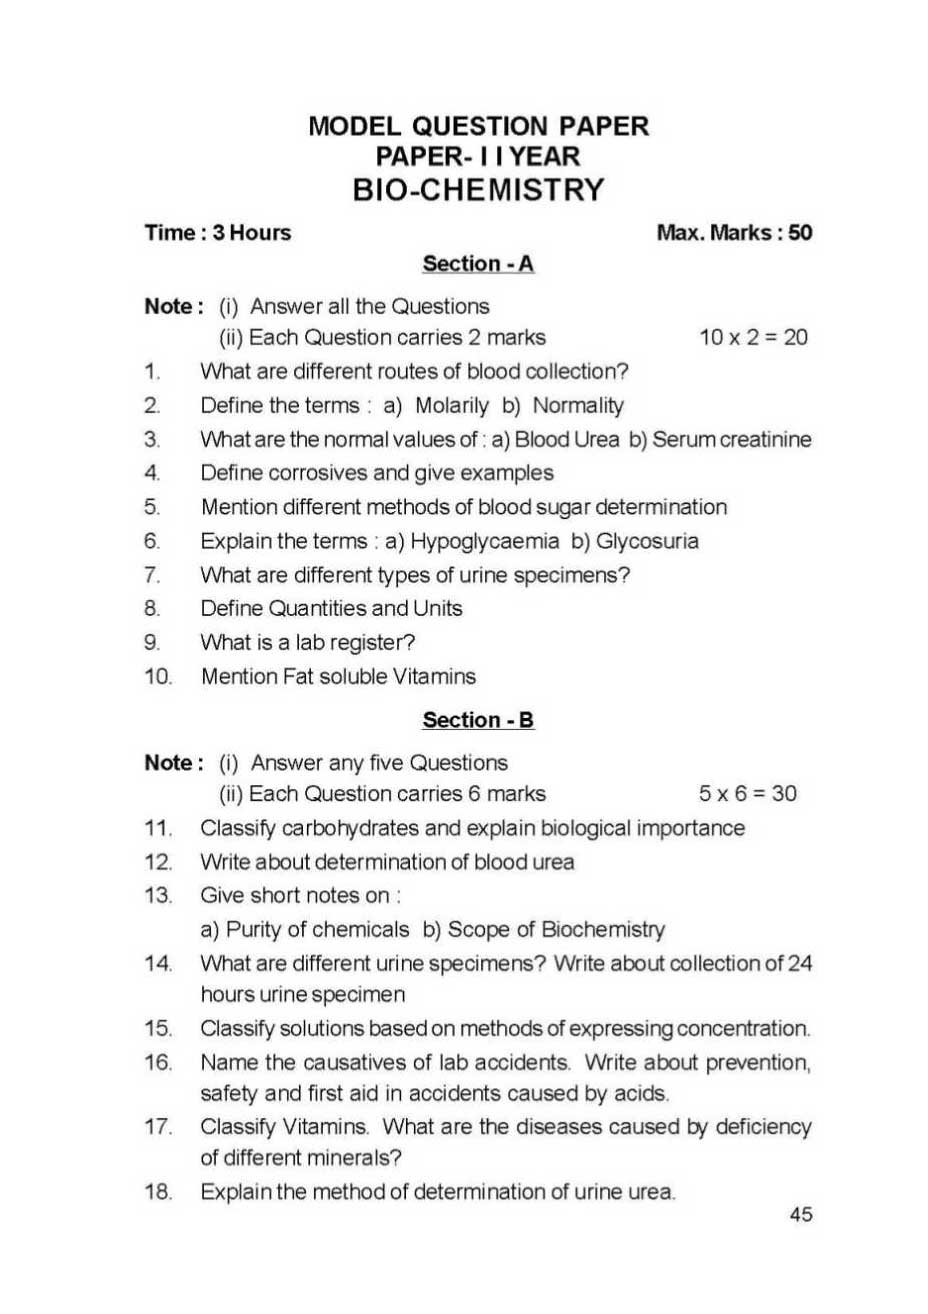 MODEL QUESTION PAPER
PAPER- I I YEAR
BIO-CHEMISTRY
Time : 3 Hours Max. Marks : 50
Section - A
Note : (i) Answer all the Questions
(ii) Each Question carries 2 marks 10 x 2 = 20
1. What are different routes of blood collection?
2. Define the terms : a) Molarily b) Normality
3. What are the normal values of : a) Blood Urea b) Serum creatinine
4. Define corrosives and give examples
5. Mention different methods of blood sugar determination
6. Explain the terms : a) Hypoglycaemia b) Glycosuria
7. What are different types of urine specimens?
8. Define Quantities and Units
9. What is a lab register?
10. Mention Fat soluble Vitamins
Section - B
Note : (i) Answer any five Questions
(ii) Each Question carries 6 marks 5 x 6 = 30
11. Classify carbohydrates and explain biological importance
12. Write about determination of blood urea
13. Give short notes on :
a) Purity of chemicals b) Scope of Biochemistry
14. What are different urine specimens? Write about collection of 24
hours urine specimen
15. Classify solutions based on methods of expressing concentration.
16. Name the causatives of lab accidents. Write about prevention,
safety and first aid in accidents caused by acids.
17. Classify Vitamins. What are the diseases caused by deficiency
of different minerals?
18. Explain the method of determination of urine urea.
45